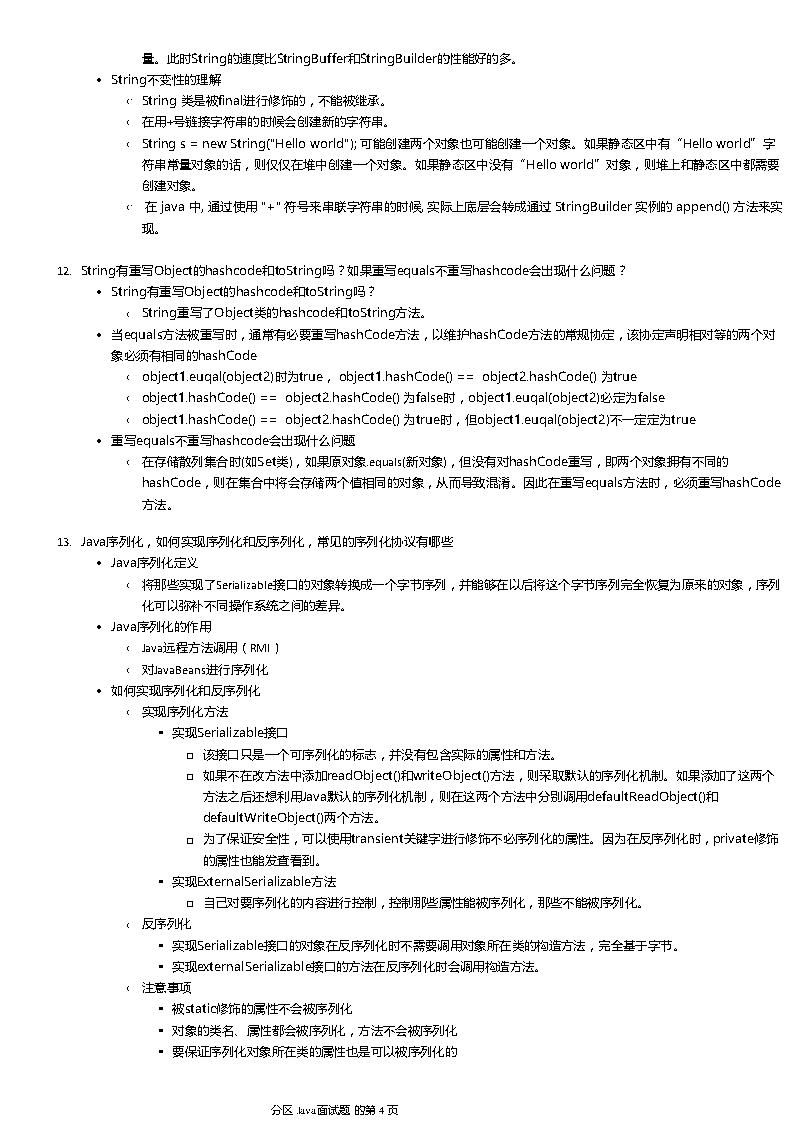 量。此时String的速度比StringBuffer和StringBuilder的性能好的多。
• String不变性的理解
○ String 类是被final进行修饰的，不能被继承。
○ 在用+号链接字符串的时候会创建新的字符串。
○ String s = new String("Hello world"); 可能创建两个对象也可能创建一个对象。如果静态区中有“Hello world”字
符串常量对象的话，则仅仅在堆中创建一个对象。如果静态区中没有“Hello world”对象，则堆上和静态区中都需要
创建对象。
○ 在 java 中, 通过使用 "+" 符号来串联字符串的时候, 实际上底层会转成通过 StringBuilder 实例的 append() 方法来实
现。
12. String有重写Object的hashcode和toString吗？如果重写equals不重写hashcode会出现什么问题？
• String有重写Object的hashcode和toString吗？
○ String重写了Object类的hashcode和toString方法。
• 当equals方法被重写时，通常有必要重写hashCode方法，以维护hashCode方法的常规协定，该协定声明相对等的两个对
象必须有相同的hashCode
○ object1.euqal(object2)时为true， object1.hashCode() == object2.hashCode() 为true
○ object1.hashCode() == object2.hashCode() 为false时，object1.euqal(object2)必定为false
○ object1.hashCode() == object2.hashCode() 为true时，但object1.euqal(object2)不一定定为true
• 重写equals不重写hashcode会出现什么问题
○ 在存储散列集合时(如Set类)，如果原对象.equals(新对象)，但没有对hashCode重写，即两个对象拥有不同的
hashCode，则在集合中将会存储两个值相同的对象，从而导致混淆。因此在重写equals方法时，必须重写hashCode
方法。
13. Java序列化，如何实现序列化和反序列化，常见的序列化协议有哪些
• Java序列化定义
○ 将那些实现了Serializable接口的对象转换成一个字节序列，并能够在以后将这个字节序列完全恢复为原来的对象，序列
化可以弥补不同操作系统之间的差异。
• Java序列化的作用
○ Java远程方法调用（RMI）
○ 对JavaBeans进行序列化
• 如何实现序列化和反序列化
○ 实现序列化方法
▪ 实现Serializable接口
□ 该接口只是一个可序列化的标志，并没有包含实际的属性和方法。
□ 如果不在改方法中添加readObject()和writeObject()方法，则采取默认的序列化机制。如果添加了这两个
方法之后还想利用Java默认的序列化机制，则在这两个方法中分别调用defaultReadObject()和
defaultWriteObject()两个方法。
□ 为了保证安全性，可以使用transient关键字进行修饰不必序列化的属性。因为在反序列化时，private修饰
的属性也能发查看到。
▪ 实现ExternalSerializable方法
□ 自己对要序列化的内容进行控制，控制那些属性能被序列化，那些不能被序列化。
○ 反序列化
▪ 实现Serializable接口的对象在反序列化时不需要调用对象所在类的构造方法，完全基于字节。
▪ 实现externalSerializable接口的方法在反序列化时会调用构造方法。
○ 注意事项
▪ 被static修饰的属性不会被序列化
▪ 对象的类名、属性都会被序列化，方法不会被序列化
▪ 要保证序列化对象所在类的属性也是可以被序列化的
分区 Java面试题 的第 4 页